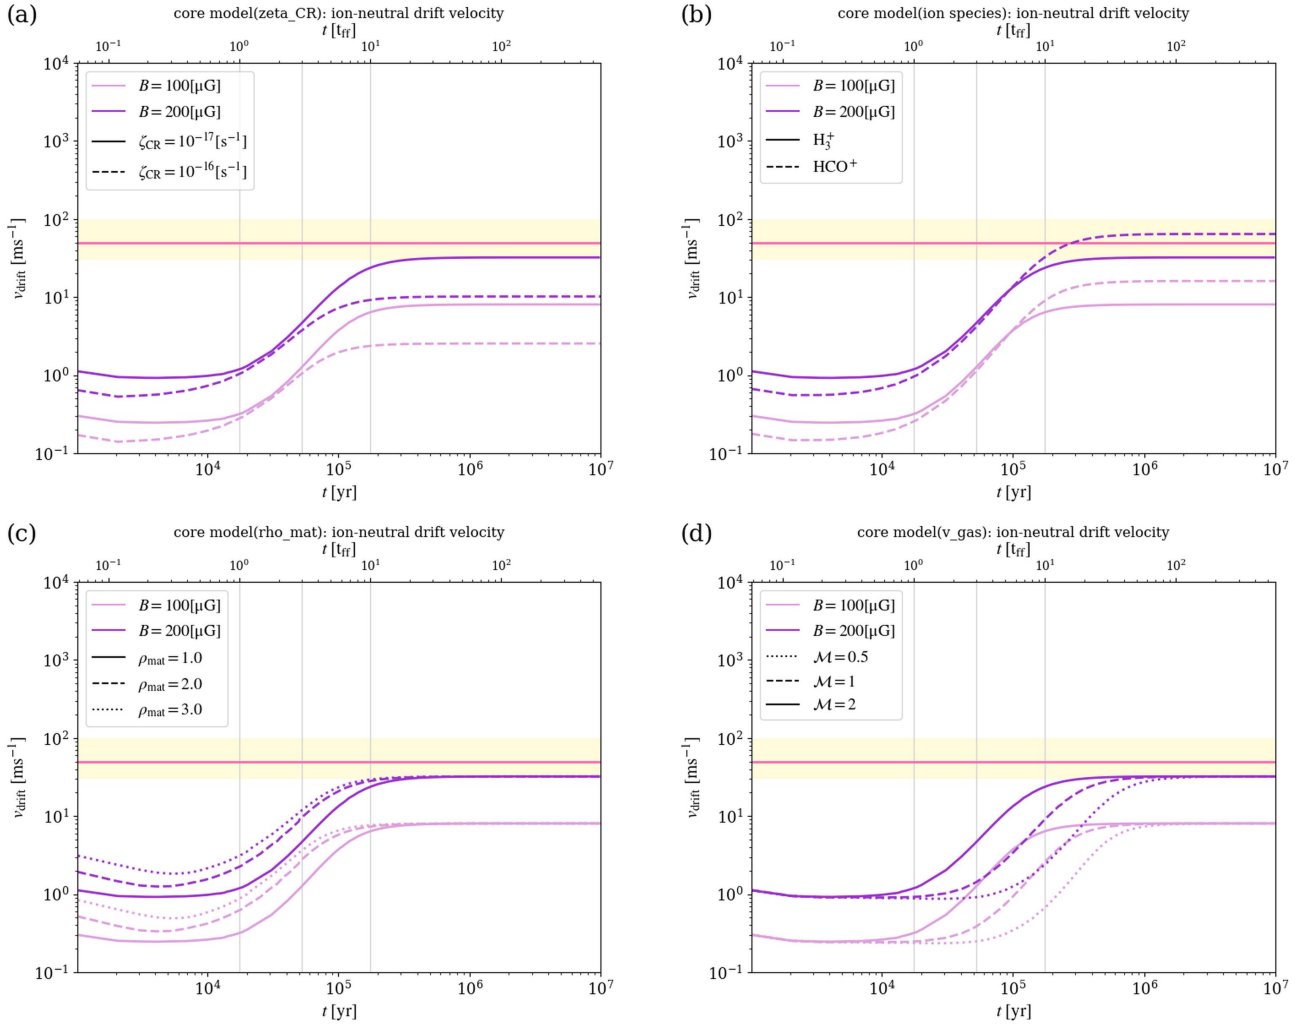 (a)
core model(zeta_CR): ion-neutral drift velocity
t [t_ff]
10^−1 10^0 10^1 10^2
10^4
10^3
10^2
10^1
10^0
10^−1
v_drift [ms^−1]
B = 100[μG]
B = 200[μG]
ζ_CR = 10^−17[s^−1]
ζ_CR = 10^−16[s^−1]
10^4 10^5 10^6 10^7
t [yr]
(b)
core model(ion species): ion-neutral drift velocity
t [t_ff]
10^−1 10^0 10^1 10^2
10^4
10^3
10^2
10^1
10^0
10^−1
v_drift [ms^−1]
B = 100[μG]
B = 200[μG]
H_3^+
HCO^+
10^4 10^5 10^6 10^7
t [yr]
(c)
core model(rho_mat): ion-neutral drift velocity
t [t_ff]
10^−1 10^0 10^1 10^2
10^4
10^3
10^2
10^1
10^0
10^−1
v_drift [ms^−1]
B = 100[μG]
B = 200[μG]
ρ_mat = 1.0
ρ_mat = 2.0
ρ_mat = 3.0
10^4 10^5 10^6 10^7
t [yr]
(d)
core model(v_gas): ion-neutral drift velocity
t [t_ff]
10^−1 10^0 10^1 10^2
10^4
10^3
10^2
10^1
10^0
10^−1
v_drift [ms^−1]
B = 100[μG]
B = 200[μG]
ℳ = 0.5
ℳ = 1
ℳ = 2
10^4 10^5 10^6 10^7
t [yr]